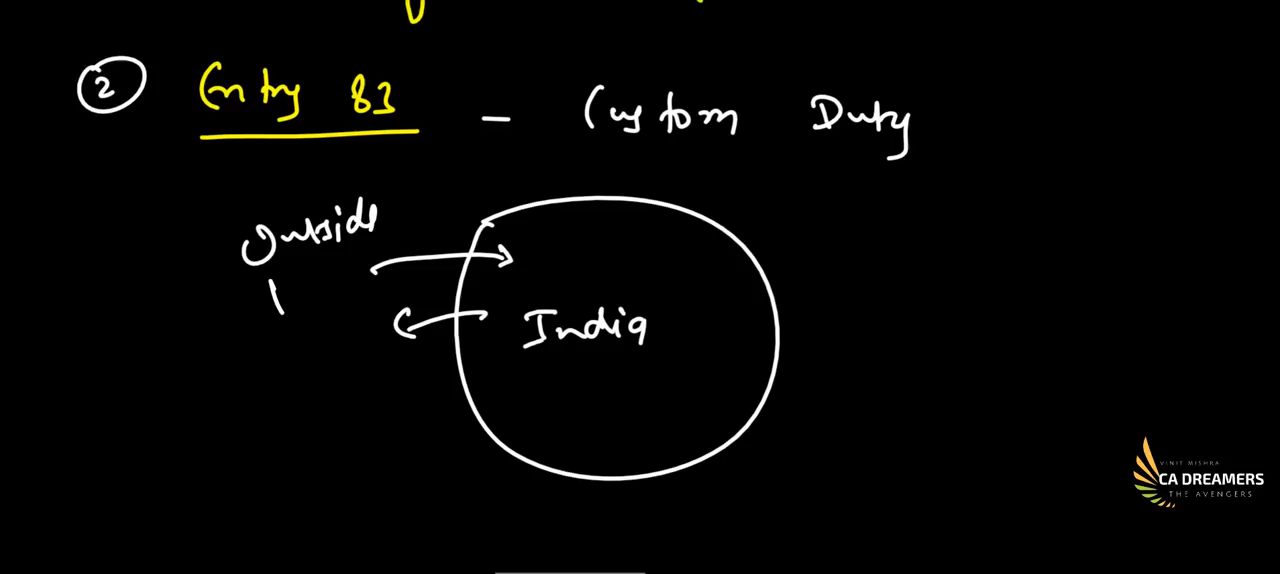 ② Entry 83 - Custom Duty
Outside
India
VINIT MISHRA
CA DREAMERS
THE AVENGERS